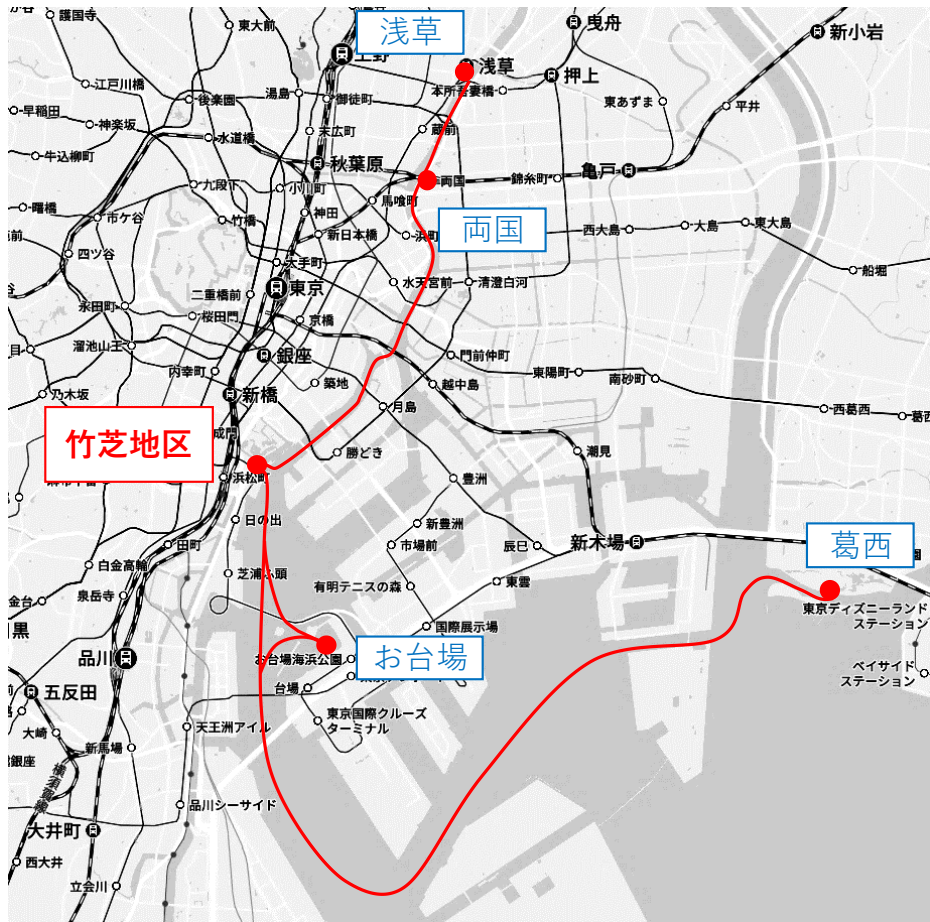 護国寺
東大前
浅草
曳舟
新小岩
浅草
押上
江戸川橋
後楽園
湯島
御徒町
本所吾妻橋
東あずま
平井
早稲田
神楽坂
水道橋
末広町
蔵前
牛込柳町
秋葉原
亀戸
九段下
小川町
馬喰町
両国
錦糸町
曙橋
市ケ谷
竹橋
神田
新日本橋
浜町
両国
西大島
大島
東大島
四ツ谷
大手町
船堀
二重橋前
東京
水天宮前
清澄白河
永田町
桜田門
京橋
溜池山王
銀座
門前仲町
内幸町
築地
越中島
東陽町
南砂町
乃木坂
新橋
月島
西葛西
葛西
竹芝地区
成門
勝どき
潮見
浜松町
豊洲
日の出
新豊洲
田町
市場前
辰巳
新木場
葛西
園
白金高輪
芝浦ふ頭
有明テニスの森
東雲
金台
泉岳寺
東京ディズニーランド
ステーション
黒
国際展示場
品川
お台場海浜公園
お台場
ベイサイド
ステーション
五反田
台場
大崎
天王洲アイル
東京国際クルーズ
ターミナル
銀座
新馬場
横須賀線
品川シーサイド
大井町
西大井
立会川